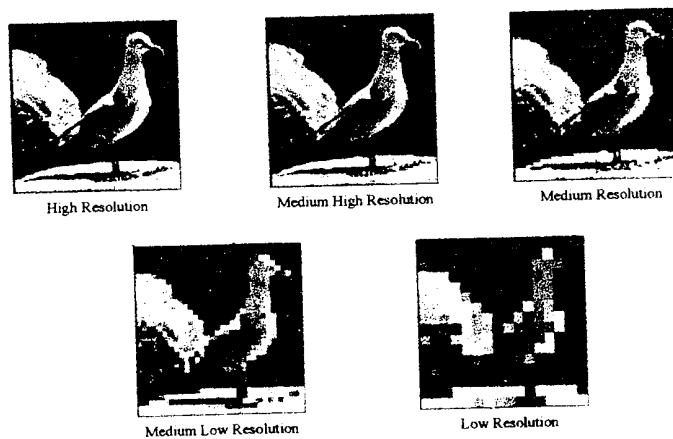 High Resolution
Medium High Resolution
Medium Resolution
Medium Low Resolution
Low Resolution